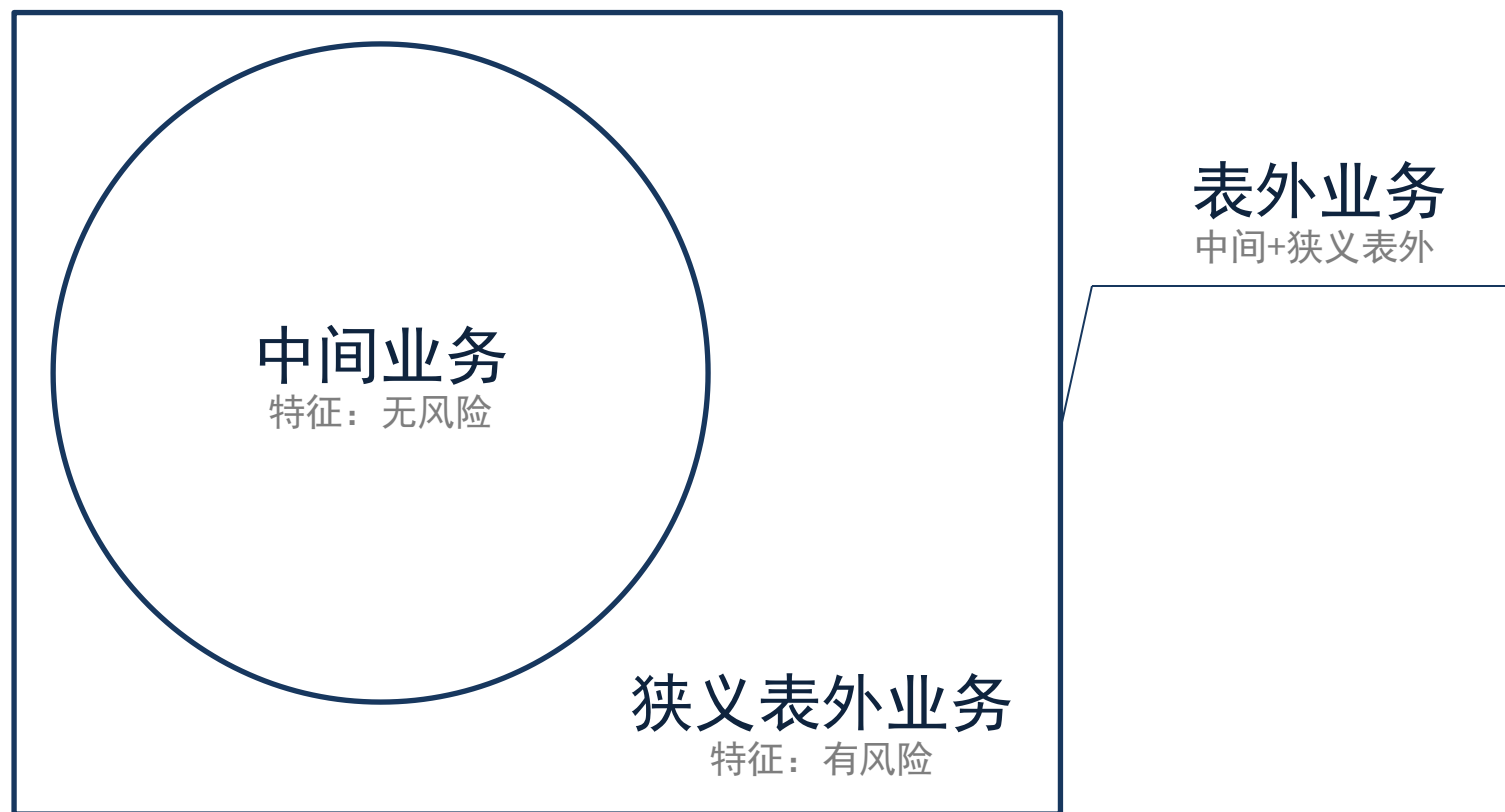 表外业务
中间+狭义表外
中间业务
特征：无风险
狭义表外业务
特征：有风险